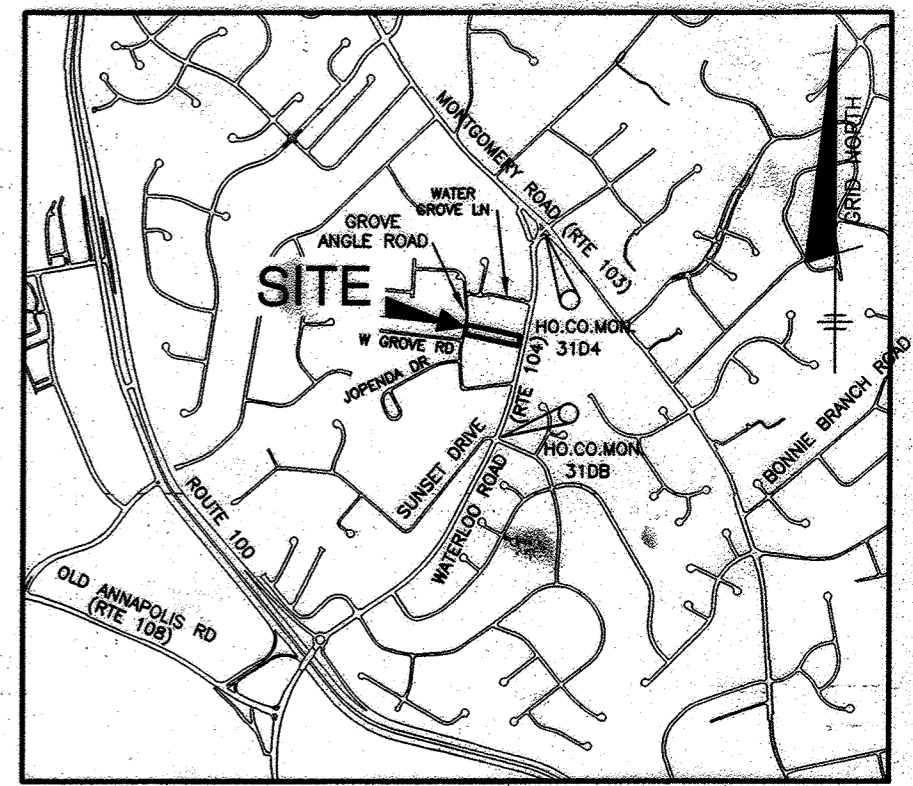 MONTGOMERY ROAD (RTE 103)
GRID NORTH
WATER
GROVE LN
GROVE
ANGLE ROAD
SITE
HO.CO.MON.
31D4
W GROVE RD
(RTE 104)
JOPENDA DR
BONNIE BRANCH ROAD
HO.CO.MON.
31DB
SUNSET DRIVE
WATERLOO ROAD
ROUTE 100
OLD ANNAPOLIS RD
(RTE 108)